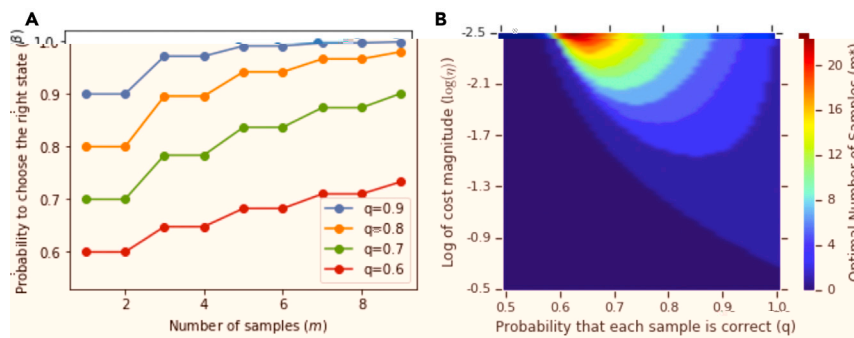 A
B
Probability to choose the right state (β)
1.0
0.9
0.8
0.7
0.6
q=0.9
q=0.8
q=0.7
q=0.6
2
4
6
8
Number of samples (m)
Log of cost magnitude (log(η))
-2.5
-2.1
-1.7
-1.3
-0.9
-0.5
0.5
0.6
0.7
0.8
0.9
1.0
Probability that each sample is correct (q)
20
16
12
8
4
0
Optimal Number of Samples (m*)